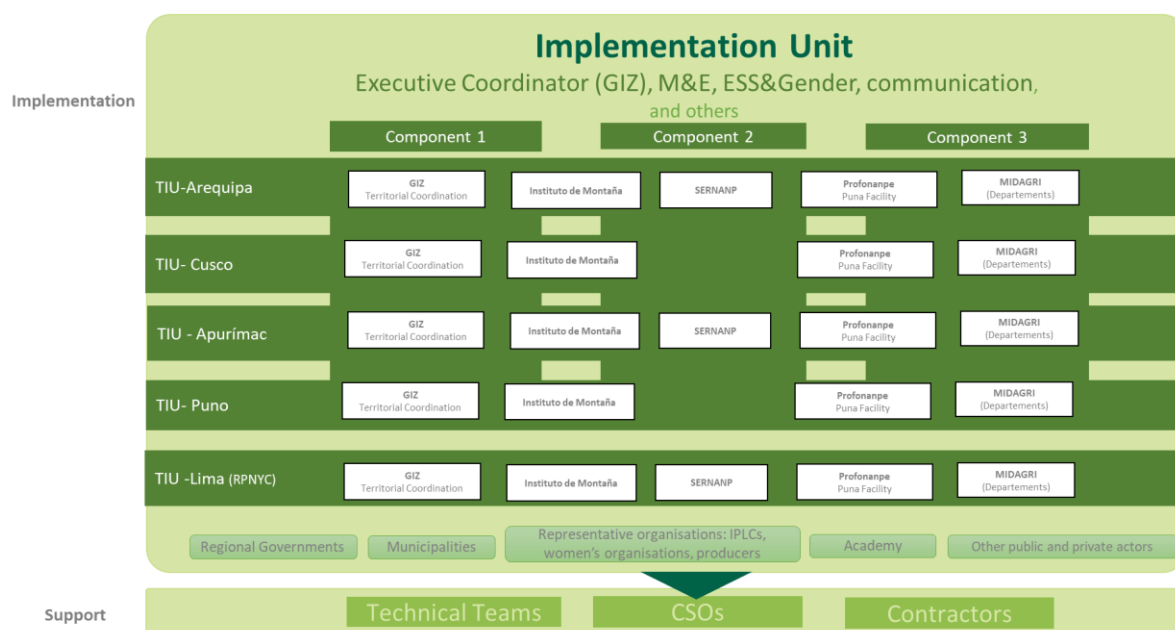 Implementation Unit
Executive Coordinator (GIZ), M&E, ESS&Gender, communication,
and others
Implementation
Component 1
Component 2
Component 3
TIU-Arequipa
GIZ
Territorial Coordination
Instituto de Montaña
SERNANP
Profonanpe
Puna Facility
MIDAGRI
(Departements)
TIU- Cusco
GIZ
Territorial Coordination
Instituto de Montaña
Profonanpe
Puna Facility
MIDAGRI
(Departements)
TIU - Apurímac
GIZ
Territorial Coordination
Instituto de Montaña
SERNANP
Profonanpe
Puna Facility
MIDAGRI
(Departements)
TIU- Puno
GIZ
Territorial Coordination
Instituto de Montaña
Profonanpe
Puna Facility
MIDAGRI
(Departements)
TIU -Lima (RPNYC)
GIZ
Territorial Coordination
Instituto de Montaña
SERNANP
Profonanpe
Puna Facility
MIDAGRI
(Departements)
Regional Governments
Municipalities
Representative organisations: IPLCs,
women's organisations, producers
Academy
Other public and private actors
Support
Technical Teams
CSOs
Contractors